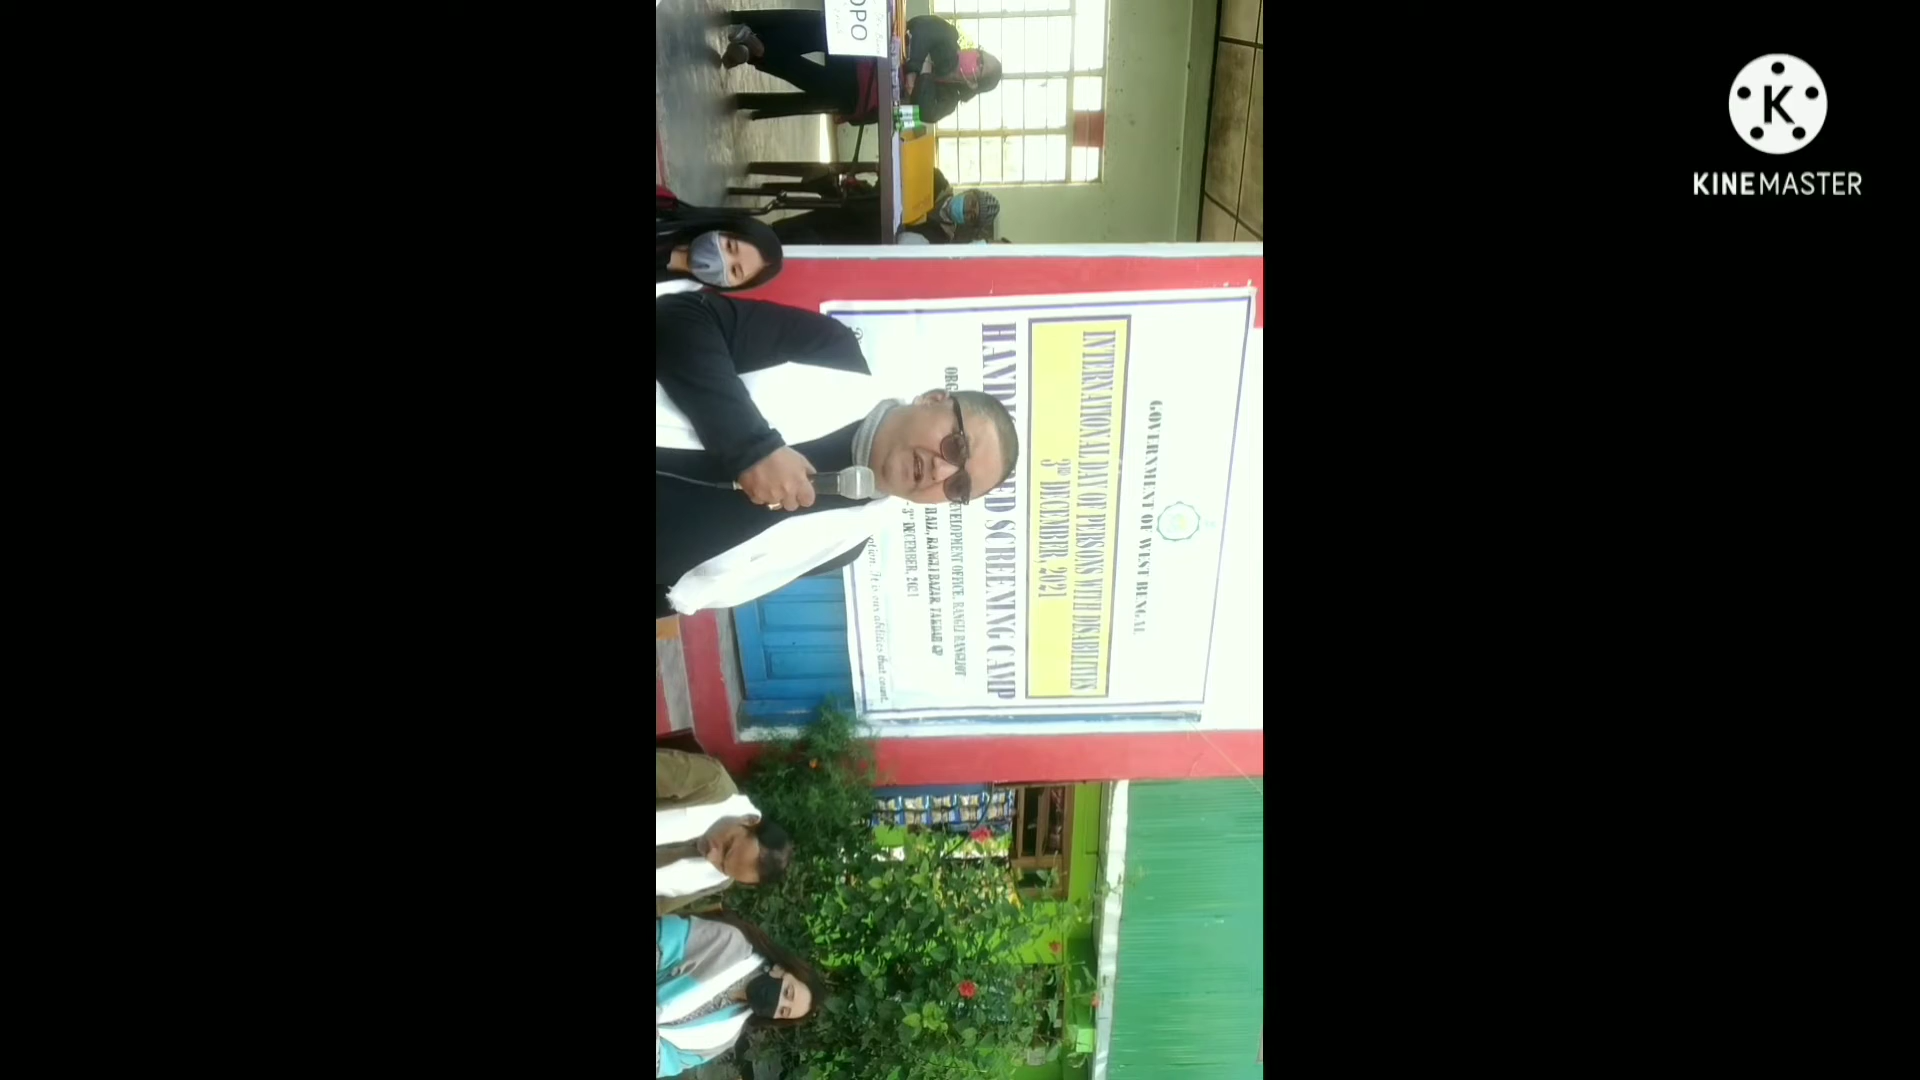 GOVERNMENT OF WEST BENGAL
INTERNATIONAL DAY OF PERSONS WITH DISABILITIES
3RD DECEMBER, 2021
SCREENING CAMP
DEVELOPMENT OFFICE, RANGLI RANGLIOT
HALL, RANGLI BAZAR, TAKDAH GP
3rd DECEMBER, 2021
It is our abilities that count.
K
KINEMASTER